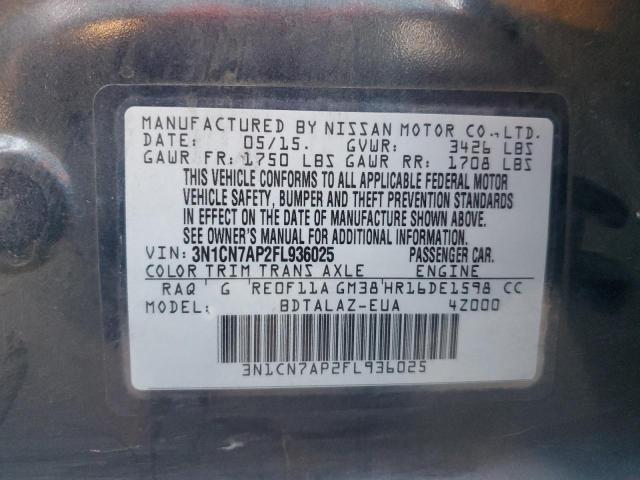 MANUFACTURED BY NISSAN MOTOR CO., LTD.
DATE: 05/15. GVWR: 3426 LBS
GAWR FR: 1750 LBS GAWR RR: 1708 LBS
THIS VEHICLE CONFORMS TO ALL APPLICABLE FEDERAL MOTOR
VEHICLE SAFETY, BUMPER AND THEFT PREVENTION STANDARDS
IN EFFECT ON THE DATE OF MANUFACTURE SHOWN ABOVE.
SEE OWNER'S MANUAL FOR ADDITIONAL INFORMATION.
VIN: 3N1CN7AP2FL936025 PASSENGER CAR.
COLOR TRIM TRANS AXLE ENGINE
RAQ G RE0F11A GM38 HR16DE1598 CC
MODEL: BDTALAZ-EUA 4Z000
3N1CN7AP2FL936025